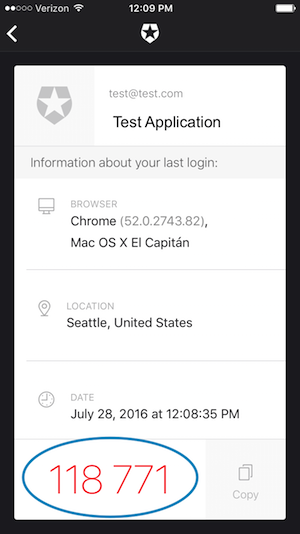 Verizon 12:09 PM
test@test.com
Test Application
Information about your last login:
BROWSER
Chrome (52.0.2743.82),
Mac OS X El Capitán
LOCATION
Seattle, United States
DATE
July 28, 2016 at 12:08:35 PM
118 771
Copy